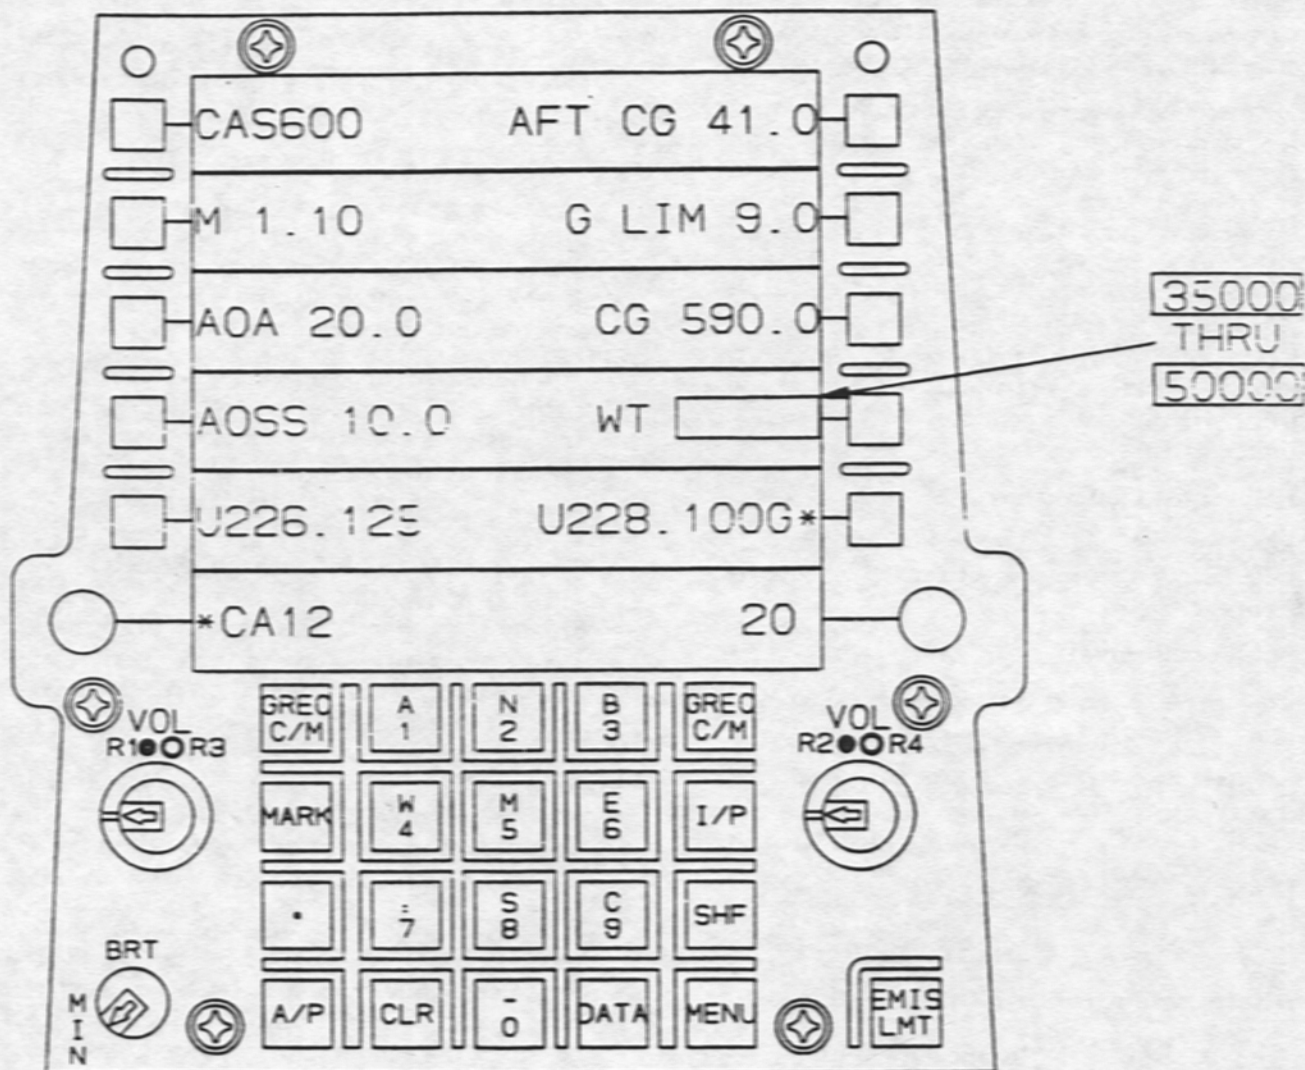 CAS600 AFT CG 41.0
M 1.10 G LIM 9.0
AOA 20.0 CG 590.0
35000
THRU
50000
AOSS 10.0 WT
U226.125 U228.100G*
*CA12 20
GREC C/M
A 1
N 2
B 3
GREC C/M
VOL
R1 R3
VOL
R2 R4
MARK
W 4
M 5
E 6
I/P
.
: 7
S 8
C 9
SHF
BRT
MIN
A/P
CLR
- 0
DATA
MENU
EMIS LMT